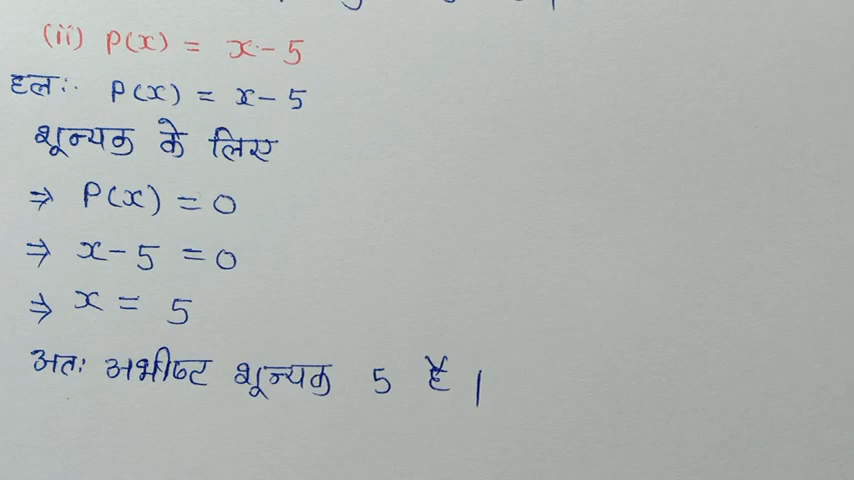 (ii) P(x) = x - 5
हलः- P(x) = x - 5
शून्यक के लिए
⇒ P(x) = 0
⇒ x - 5 = 0
⇒ x = 5
अतः अभीष्ट शून्यक 5 है |